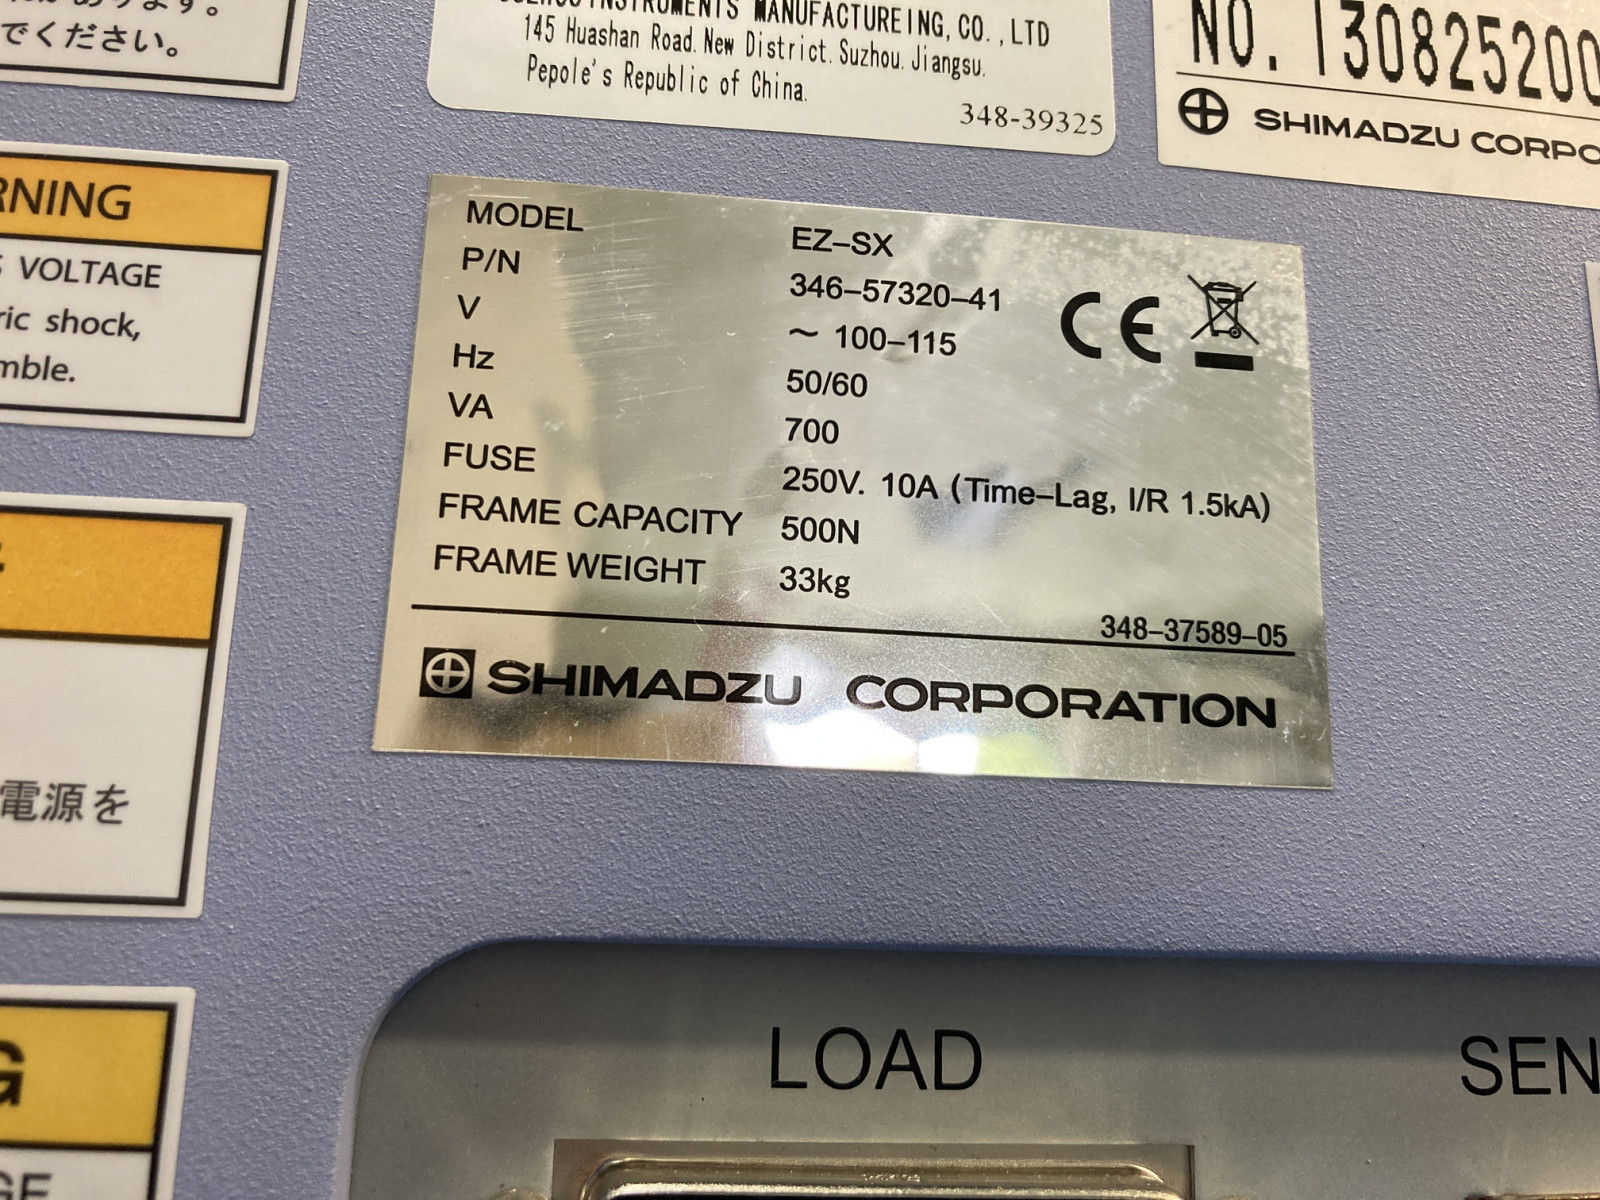 でください。
INSTRUMENTS MANUFACTUREING, CO., LTD
145 Huashan Road. New District. Suzhou. Jiangsu.
Pepole's Republic of China.
348-39325
NO. 130825200
SHIMADZU CORPO
RNING
VOLTAGE
ric shock,
mble.
MODEL EZ-SX
P/N 346-57320-41
V ~ 100-115
Hz 50/60
VA 700
FUSE 250V. 10A (Time-Lag, I/R 1.5kA)
FRAME CAPACITY 500N
FRAME WEIGHT 33kg
CE
348-37589-05
SHIMADZU CORPORATION
電源を
G
GE
LOAD
SEN